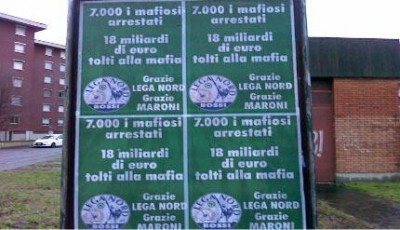 7.000 i mafiosi
arrestati
18 miliardi
di euro
tolti alla mafia
LEGA NORD
BOSSI
Grazie
LEGA NORD
Grazie
MARONI
7.000 i mafiosi
arrestati
18 miliardi
di euro
tolti alla mafia
LEGA NORD
BOSSI
Grazie
LEGA NORD
Grazie
MARONI
7.000 i mafiosi
arrestati
18 miliardi
di euro
tolti alla mafia
LEGA NORD
BOSSI
Grazie
LEGA NORD
Grazie
MARONI
7.000 i mafiosi
arrestati
18 miliardi
di euro
tolti alla mafia
LEGA NORD
BOSSI
Grazie
LEGA NORD
Grazie
MARONI